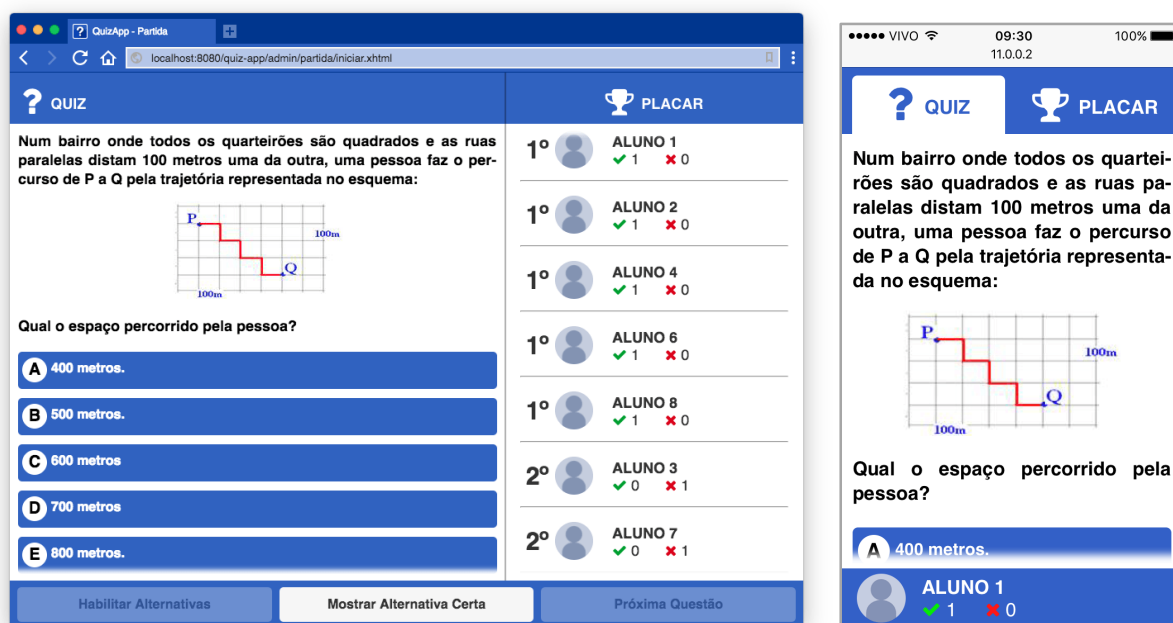 QuizApp - Partida
localhost:8080/quiz-app/admin/partida/iniciar.xhtml
? QUIZ
PLACAR
Num bairro onde todos os quarteirões são quadrados e as ruas
paralelas distam 100 metros uma da outra, uma pessoa faz o per-
curso de P a Q pela trajetória representada no esquema:
P
100m
Q
100m
Qual o espaço percorrido pela pessoa?
A 400 metros.
B 500 metros.
C 600 metros
D 700 metros
E 800 metros.
1º ALUNO 1
✔ 1 ✖ 0
1º ALUNO 2
✔ 1 ✖ 0
1º ALUNO 4
✔ 1 ✖ 0
1º ALUNO 6
✔ 1 ✖ 0
1º ALUNO 8
✔ 1 ✖ 0
2º ALUNO 3
✔ 0 ✖ 1
2º ALUNO 7
✔ 0 ✖ 1
Habilitar Alternativas
Mostrar Alternativa Certa
Próxima Questão
VIVO 09:30 100%
11.0.0.2
? QUIZ
PLACAR
Num bairro onde todos os quartei-
rões são quadrados e as ruas pa-
ralelas distam 100 metros uma da
outra, uma pessoa faz o percurso
de P a Q pela trajetória representa-
da no esquema:
P
100m
Q
100m
Qual o espaço percorrido pela
pessoa?
A 400 metros.
ALUNO 1
✔ 1 ✖ 0